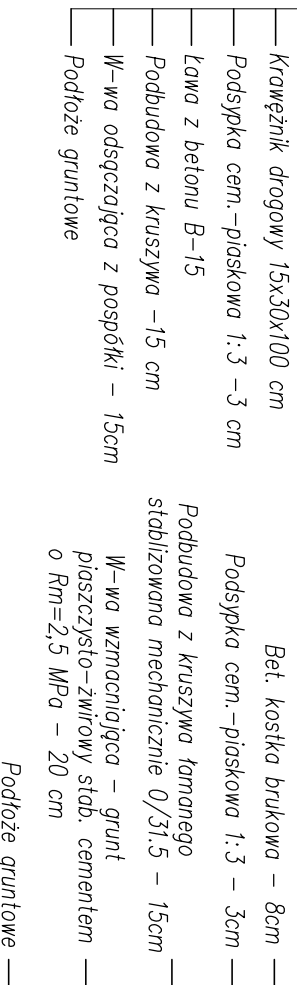 Krawężnik drogowy 15x30x100 cm
Podsypka cem.-piaskowa 1:3 -3 cm
Ława z betonu B-15
Podbudowa z kruszywa -15 cm
W-wa odsączająca z pospółki - 15cm
Podłoże gruntowe
Bet. kostka brukowa - 8cm
Podsypka cem.-piaskowa 1:3 - 3cm
Podbudowa z kruszywa łamanego
stablizowana mechanicznie 0/31.5 - 15cm
W-wa wzmacniająca - grunt
piaszczysto-żwirowy stab. cementem
o Rm=2,5 MPa - 20 cm
Podłoże gruntowe